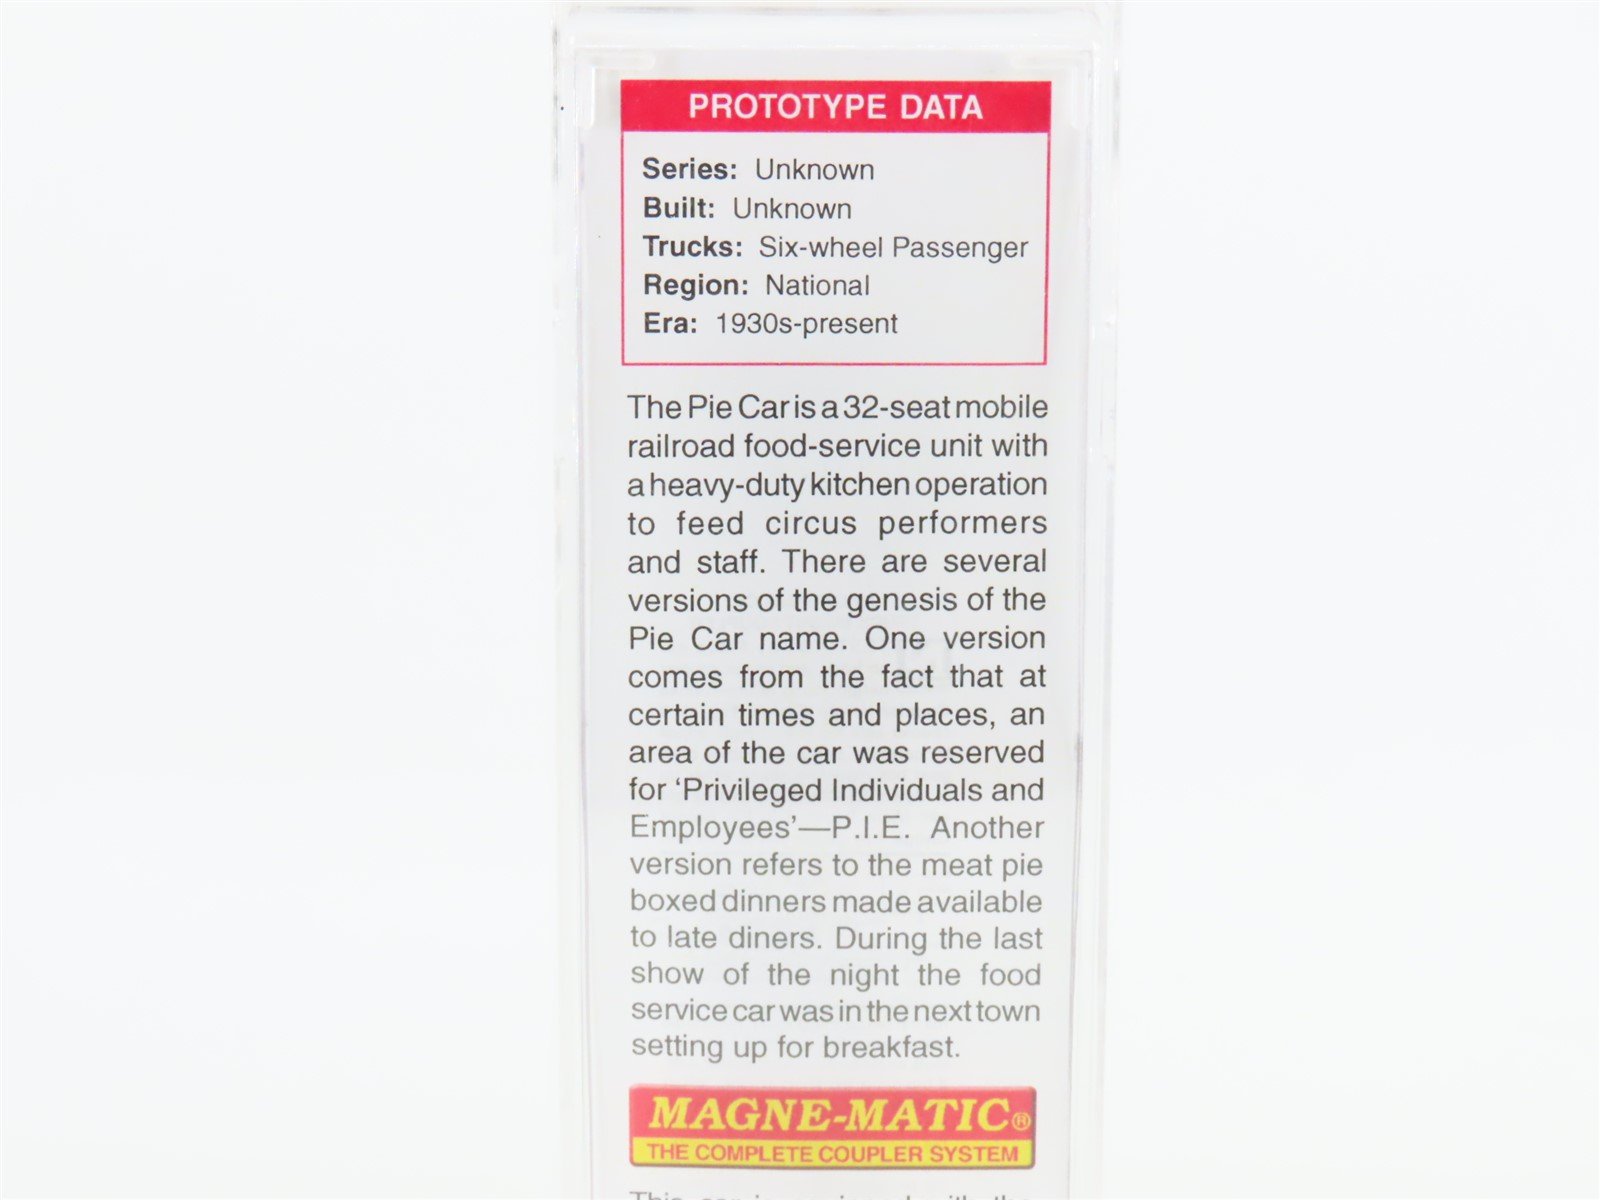 PROTOTYPE DATA
Series: Unknown
Built: Unknown
Trucks: Six-wheel Passenger
Region: National
Era: 1930s-present
The Pie Car is a 32-seat mobile
railroad food-service unit with
a heavy-duty kitchen operation
to feed circus performers
and staff. There are several
versions of the genesis of the
Pie Car name. One version
comes from the fact that at
certain times and places, an
area of the car was reserved
for ‘Privileged Individuals and
Employees’—P.I.E. Another
version refers to the meat pie
boxed dinners made available
to late diners. During the last
show of the night the food
service car was in the next town
setting up for breakfast.
MAGNE-MATIC®
THE COMPLETE COUPLER SYSTEM